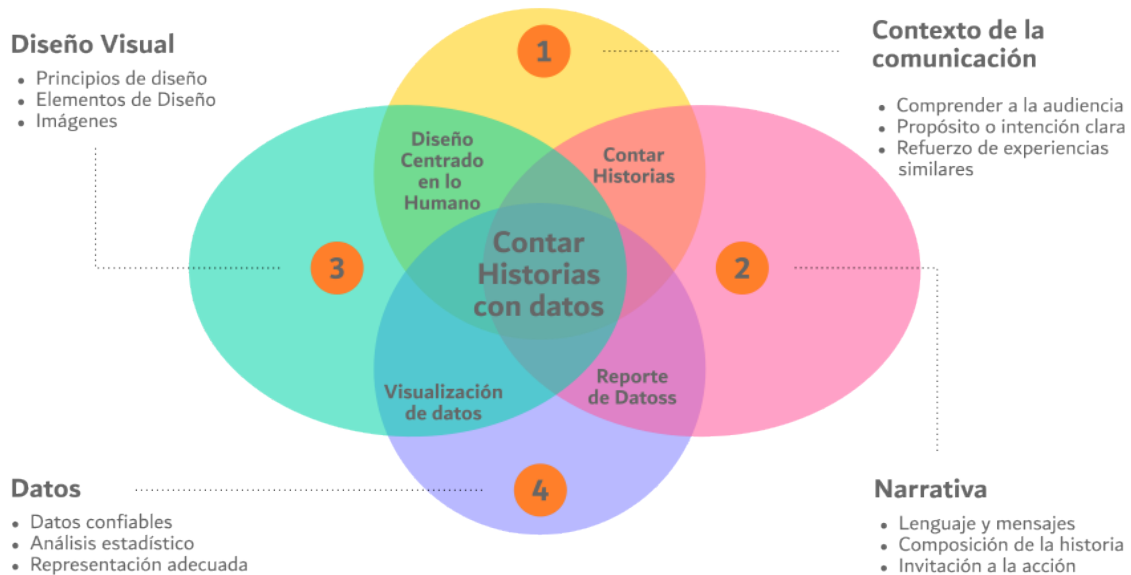 Diseño Visual
• Principios de diseño
• Elementos de Diseño
• Imágenes
1
Contexto de la
comunicación
• Comprender a la audiencia
• Propósito o intención clara
• Refuerzo de experiencias
similares
Diseño
Centrado
en lo
Humano
Contar
Historias
3
Contar
Historias
con datos
2
Visualización
de datos
Reporte
de Datoss
4
Datos
• Datos confiables
• Análisis estadístico
• Representación adecuada
Narrativa
• Lenguaje y mensajes
• Composición de la historia
• Invitación a la acción